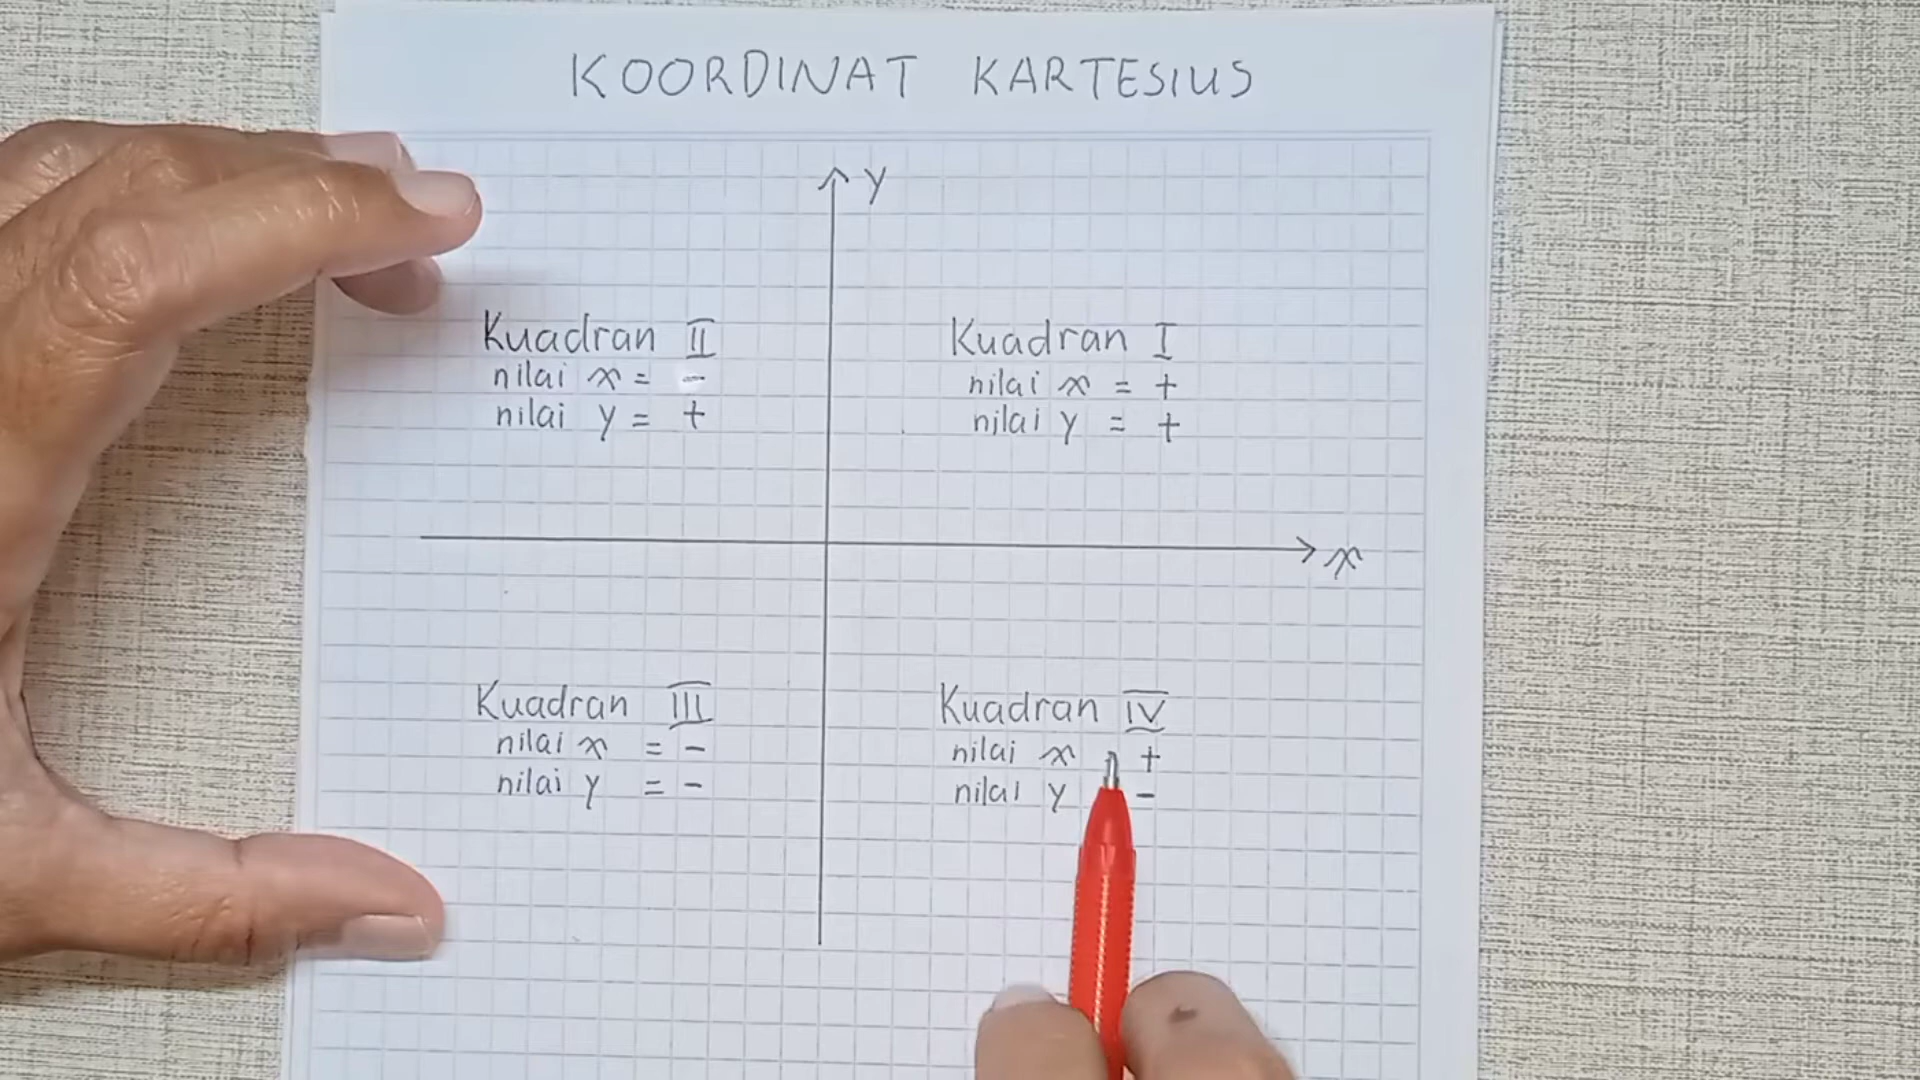 KOORDINAT KARTESIUS
y
Kuadran II
nilai x = -
nilai y = +
Kuadran I
nilai x = +
nilai y = +
x
Kuadran III
nilai x = -
nilai y = -
Kuadran IV
nilai x +
nilai y -